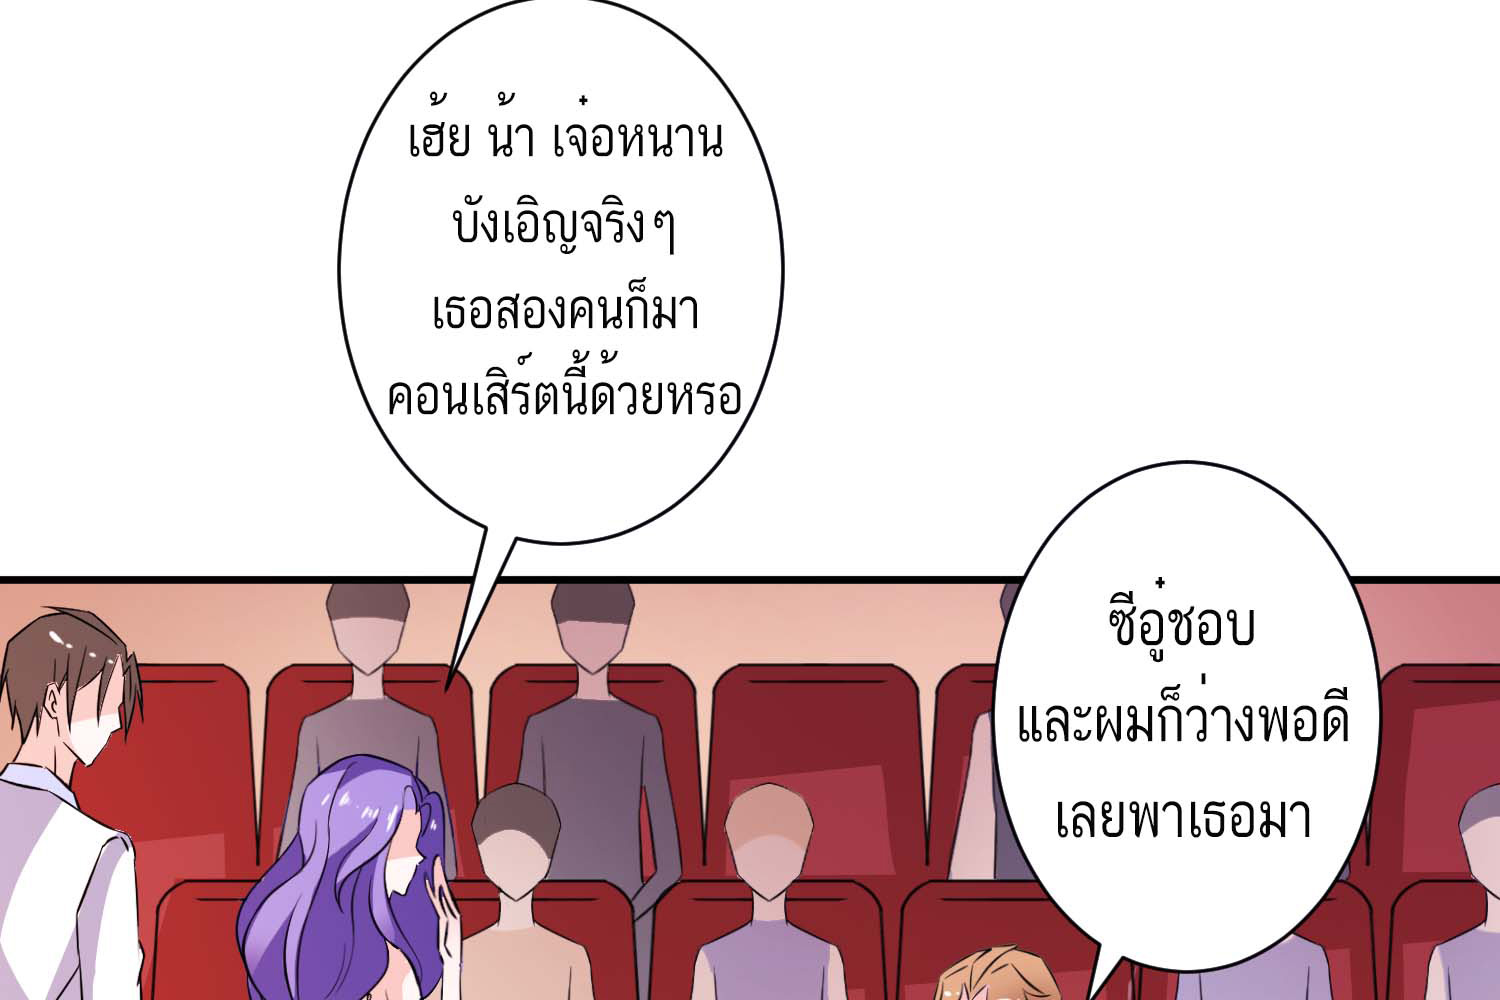 เฮ้ย น้า เจ๋อหนาน
บังเอิญจริงๆ
เธอสองคนก็มา
คอนเสิร์ตนี้ด้วยหรอ
ซีอู๋ชอบ
และผมก็ว่างพอดี
เลยพาเธอมา